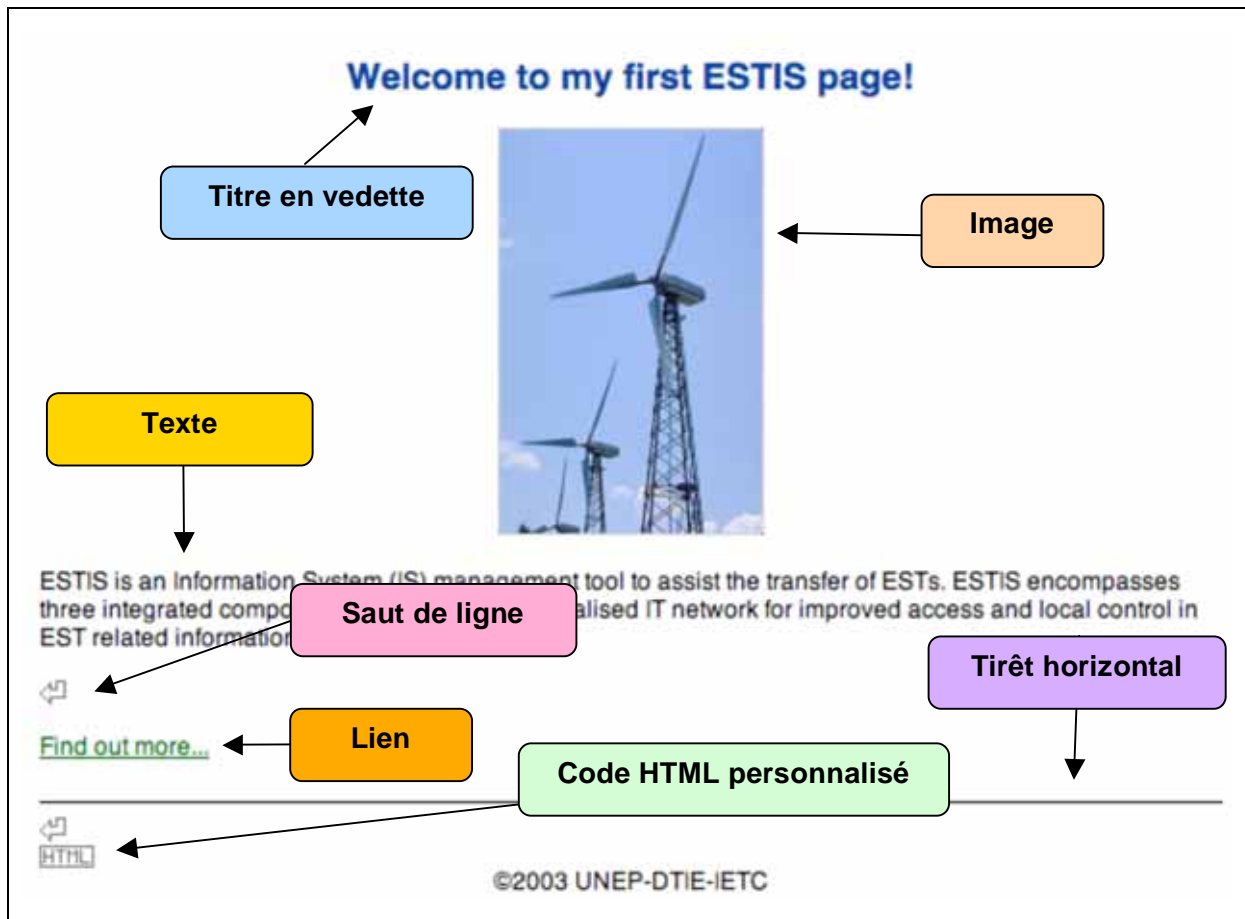 Welcome to my first ESTIS page!
Titre en vedette
Image
Texte
ESTIS is an Information System (IS) management tool to assist the transfer of ESTs. ESTIS encompasses
three integrated alised IT network for improved access and local control in
EST related
Saut de ligne
Tirêt horizontal
Find out more...
Lien
Code HTML personnalisé
HTML
©2003 UNEP-DTIE-IETC